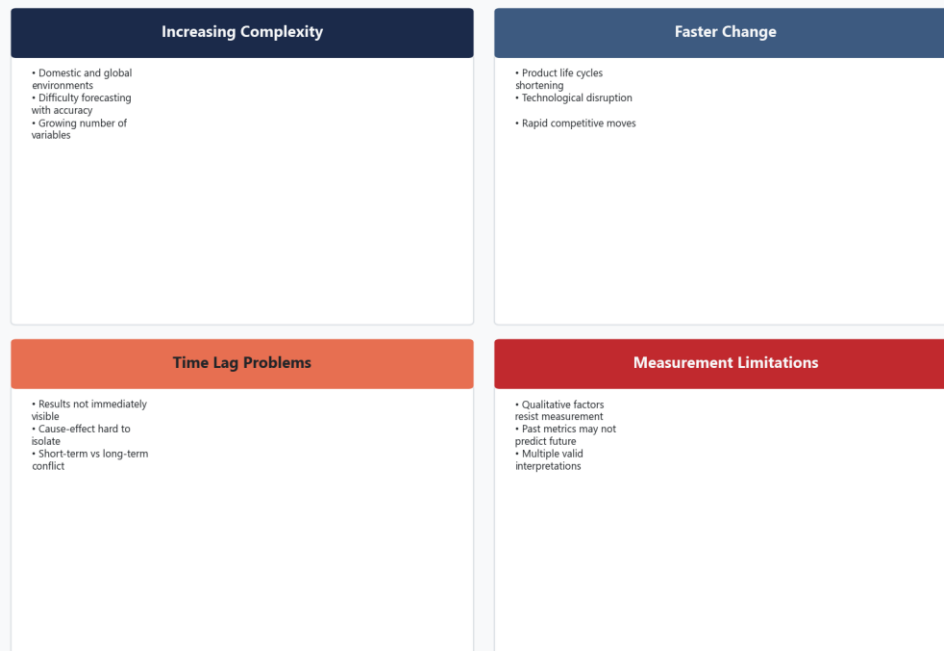 Increasing Complexity
• Domestic and global
environments
• Difficulty forecasting
with accuracy
• Growing number of
variables
Faster Change
• Product life cycles
shortening
• Technological disruption
• Rapid competitive moves
Time Lag Problems
• Results not immediately
visible
• Cause-effect hard to
isolate
• Short-term vs long-term
conflict
Measurement Limitations
• Qualitative factors
resist measurement
• Past metrics may not
predict future
• Multiple valid
interpretations